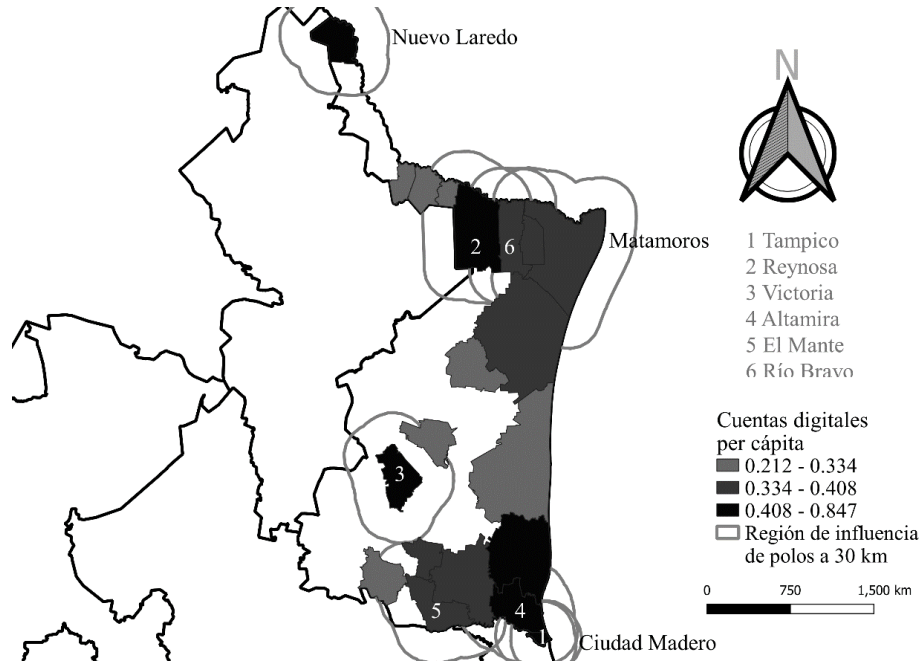 Nuevo Laredo
N
2
6
Matamoros
1 Tampico
2 Reynosa
3 Victoria
4 Altamira
5 El Mante
6 Río Bravo
3
Cuentas digitales
per cápita
0.212 - 0.334
0.334 - 0.408
0.408 - 0.847
Región de influencia
de polos a 30 km
0 750 1,500 km
5
4
1
Ciudad Madero